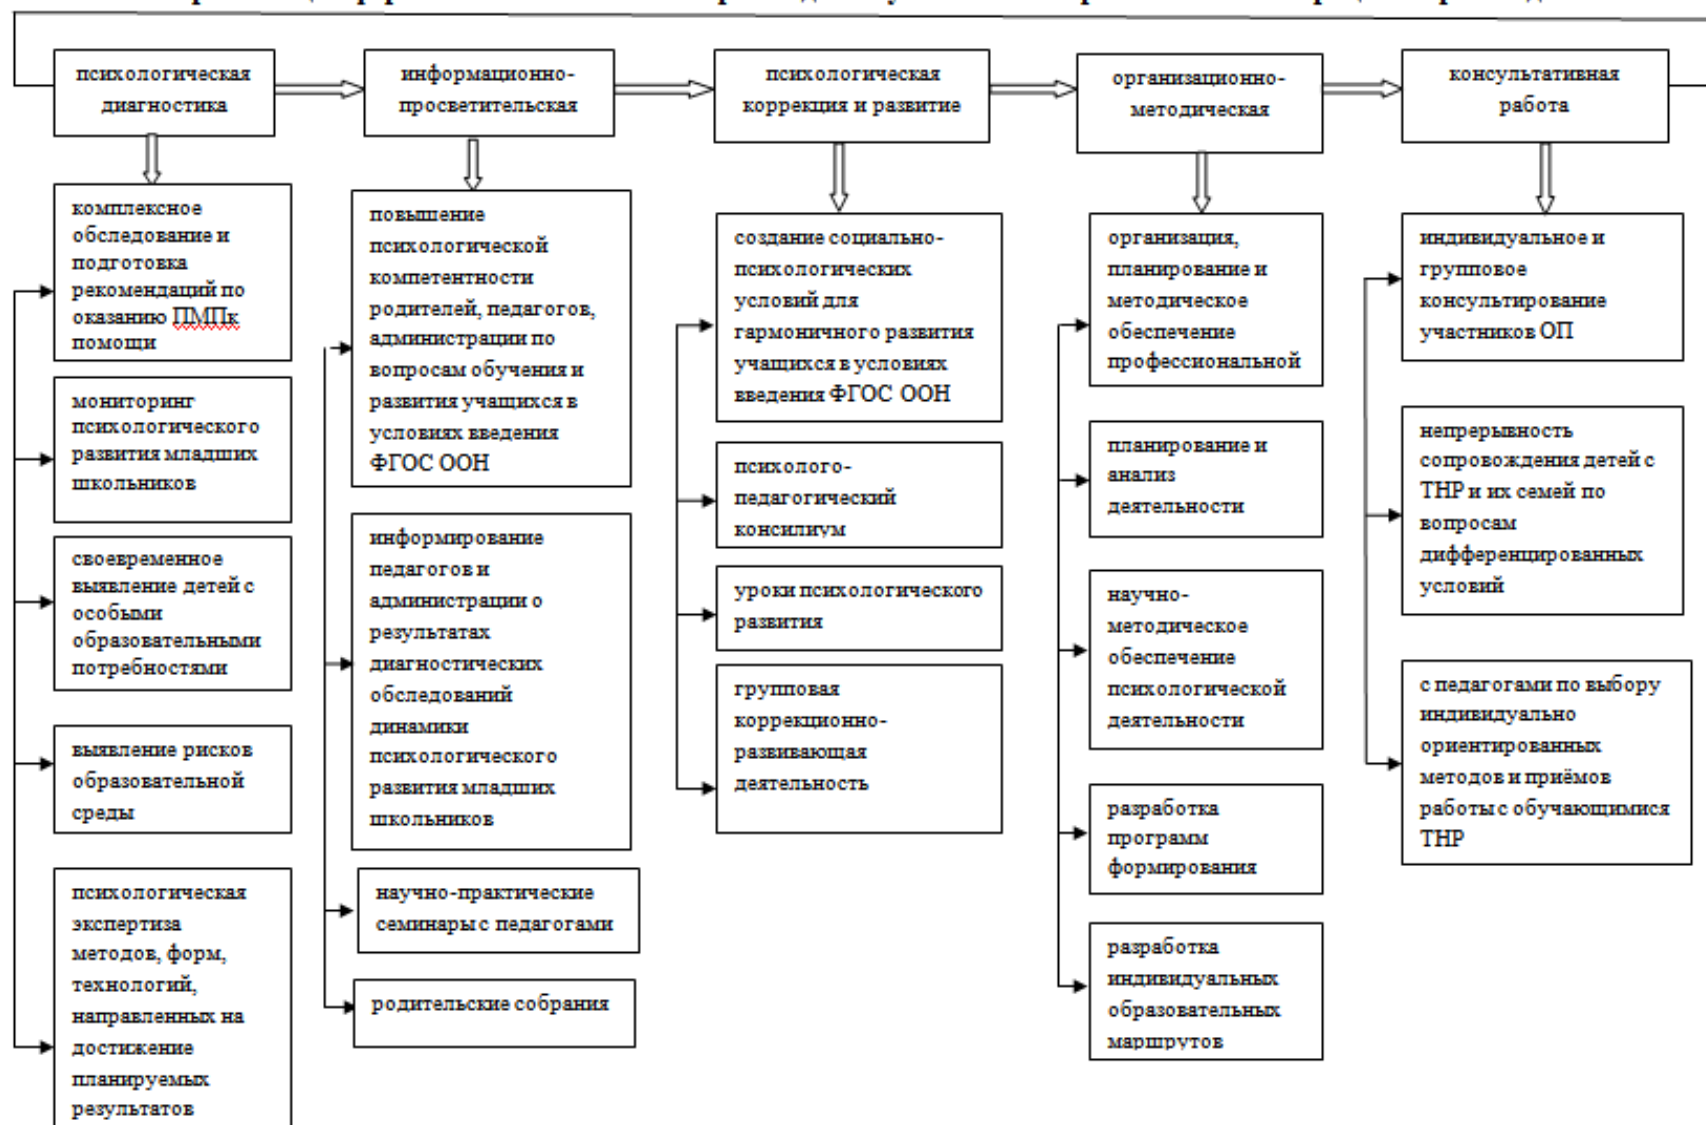 психологическая
диагностика
информационно-
просветительская
психологическая
коррекция и развитие
организационно-
методическая
консультативная
работа
комплексное
обследование и
подготовка
рекомендаций по
оказанию ПМПк
помощи
мониторинг
психологического
развития младших
школьников
своевременное
выявление детей с
особыми
образовательными
потребностями
выявление рисков
образовательной
среды
психологическая
экспертиза
методов, форм,
технологий,
направленных на
достижение
планируемых
результатов
повышение
психологической
компетентности
родителей, педагогов,
администрации по
вопросам обучения и
развития учащихся в
условиях введения
ФГОС ООН
информирование
педагогов и
администрации о
результатах
диагностических
обследований
динамики
психологического
развития младших
школьников
научно-практические
семинары с педагогами
родительские собрания
создание социально-
психологических
условий для
гармоничного развития
учащихся в условиях
введения ФГОС ООН
психолого-
педагогический
консилиум
уроки психологического
развития
групповая
коррекционно-
развивающая
деятельность
организация,
планирование и
методическое
обеспечение
профессиональной
планирование и
анализ
деятельности
научно-
методическое
обеспечение
психологической
деятельности
разработка
программ
формирования
разработка
индивидуальных
образовательных
маршрутов
индивидуальное и
групповое
консультирование
участников ОП
непрерывность
сопровождения детей с
ТНР и их семей по
вопросам
дифференцированных
условий
с педагогами по выбору
индивидуально
ориентированных
методов и приёмов
работы с обучающимися
ТНР